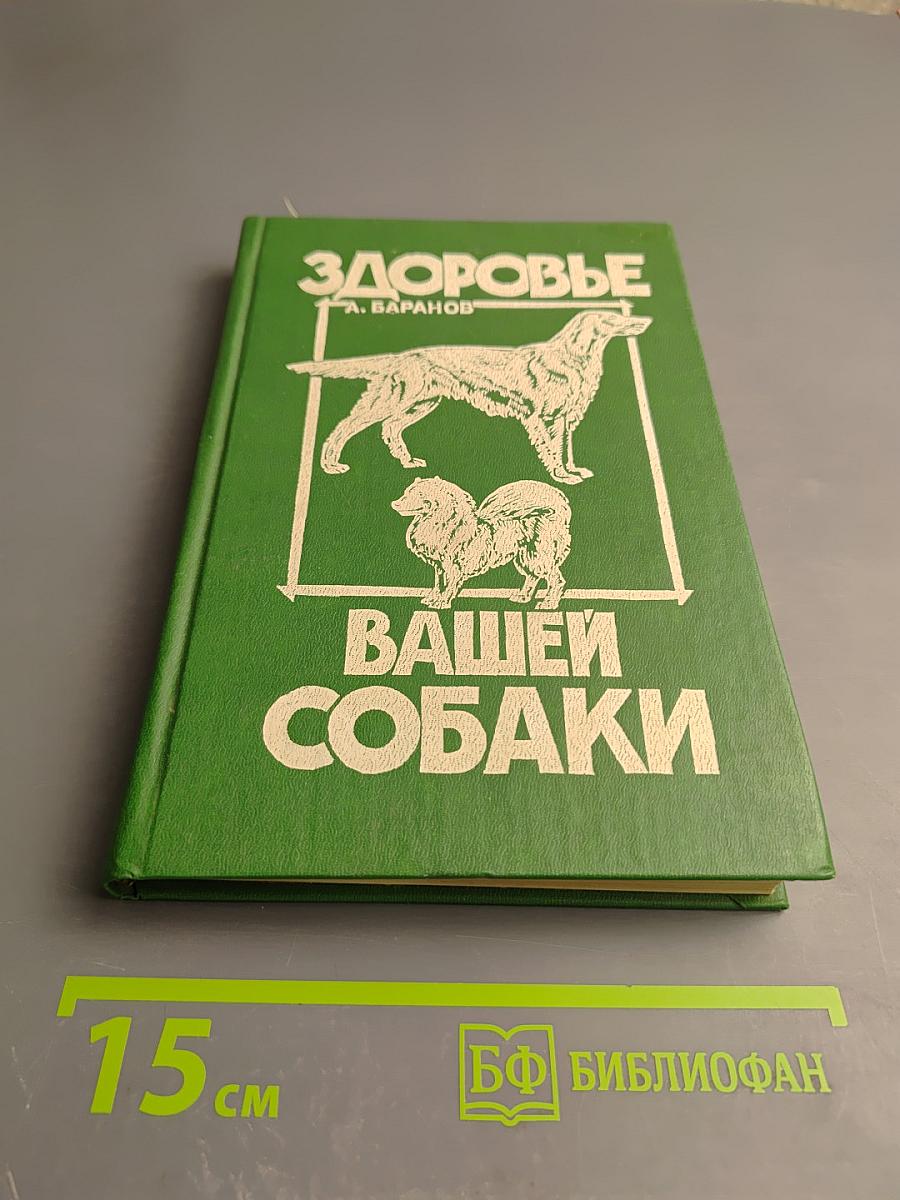 ЗДОРОВЬЕ
А. БАРАНОВ
ВАШЕЙ
СОБАКИ
15 см
БФ БИБЛИОФАН